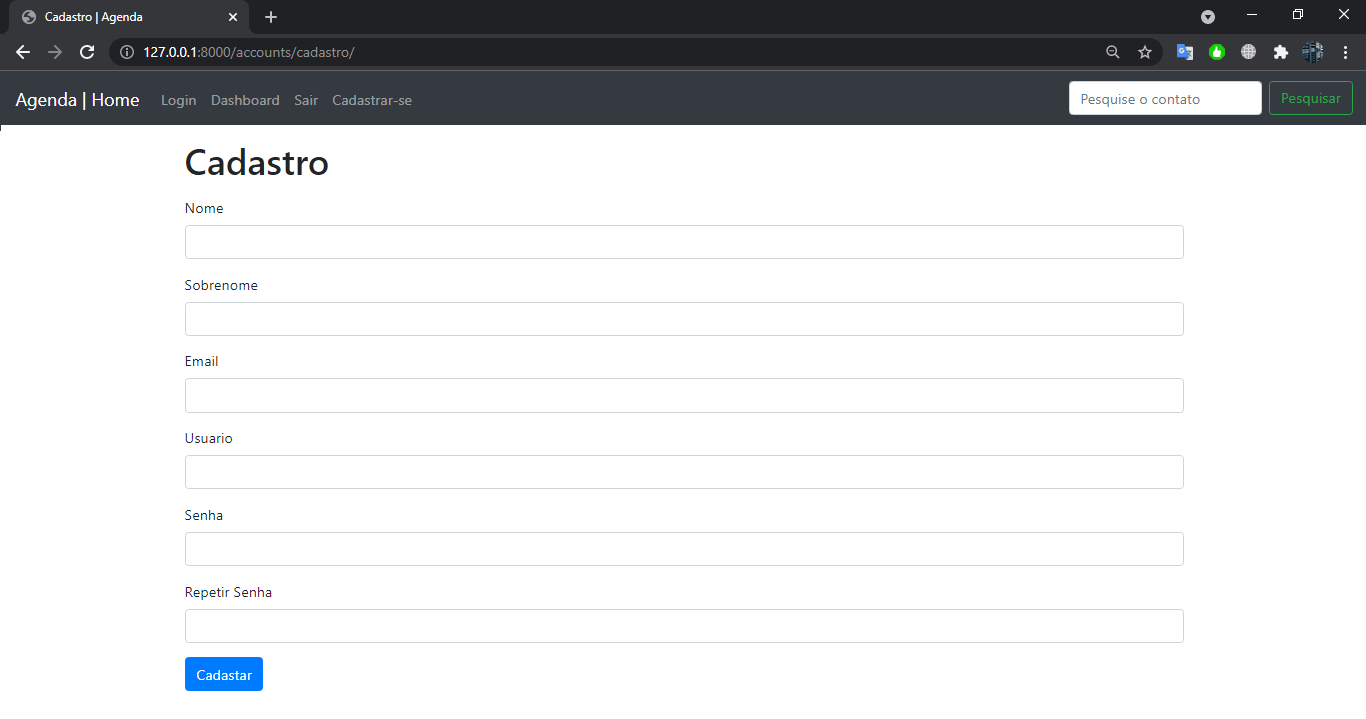 Cadastro | Agenda
127.0.0.1:8000/accounts/cadastro/
Agenda | Home Login Dashboard Sair Cadastrar-se Pesquise o contato Pesquisar
Cadastro
Nome
Sobrenome
Email
Usuario
Senha
Repetir Senha
Cadastar